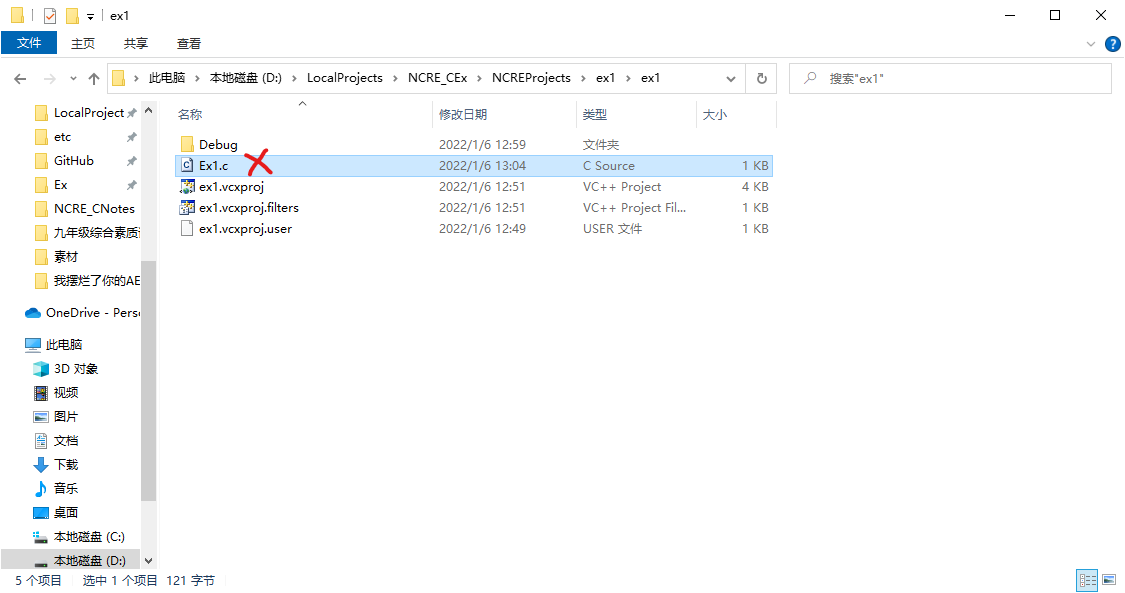 ex1
文件 主页 共享 查看
此电脑 本地磁盘 (D:) LocalProjects NCRE_CEx NCREProjects ex1 ex1 搜索"ex1"
LocalProject
etc
GitHub
Ex
NCRE_CNotes
九年级综合素质
素材
我摆烂了你的AE
OneDrive - Pers
此电脑
3D 对象
视频
图片
文档
下载
音乐
桌面
本地磁盘 (C:)
本地磁盘 (D:)
名称 修改日期 类型 大小
Debug 2022/1/6 12:59 文件夹
Ex1.c 2022/1/6 13:04 C Source 1 KB
ex1.vcxproj 2022/1/6 12:51 VC++ Project 4 KB
ex1.vcxproj.filters 2022/1/6 12:51 VC++ Project Fil... 1 KB
ex1.vcxproj.user 2022/1/6 12:49 USER 文件 1 KB
5 个项目 选中 1 个项目 121 字节